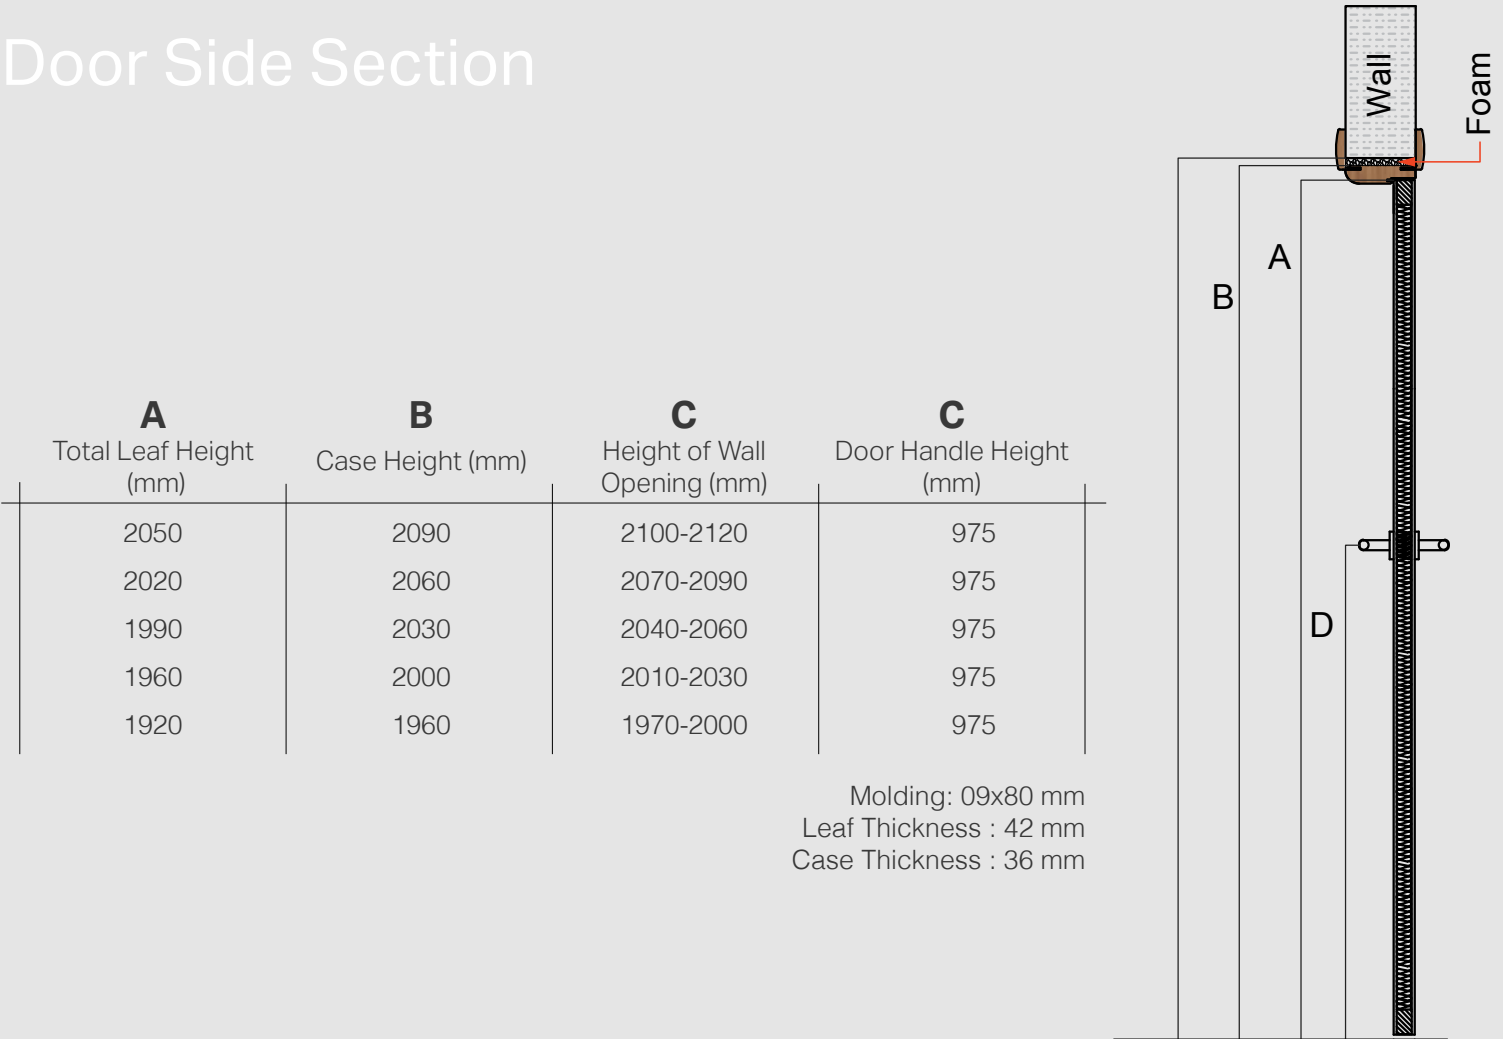 Door Side Section
Wall
Foam
A
B
D
A B C C
Total Leaf Height (mm)
Case Height (mm)
Height of Wall Opening (mm)
Door Handle Height (mm)
2050 2090 2100-2120 975
2020 2060 2070-2090 975
1990 2030 2040-2060 975
1960 2000 2010-2030 975
1920 1960 1970-2000 975
Molding: 09x80 mm
Leaf Thickness : 42 mm
Case Thickness : 36 mm